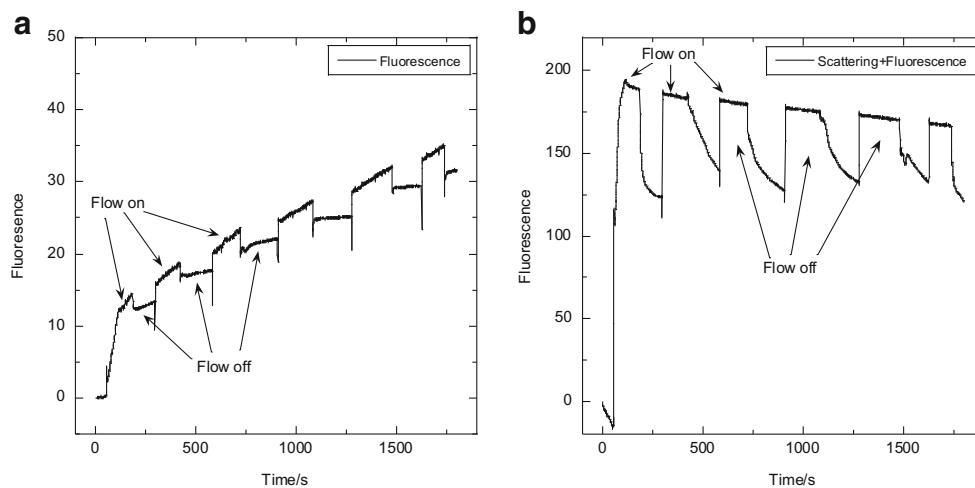 a
50
40
30
20
10
0
Fluoresence
Fluorescence
Flow on
Flow off
0
500
1000
1500
Time/s
b
200
150
100
50
0
Fluoresence
Scattering+Fluorescence
Flow on
Flow off
0
500
1000
1500
Time/s